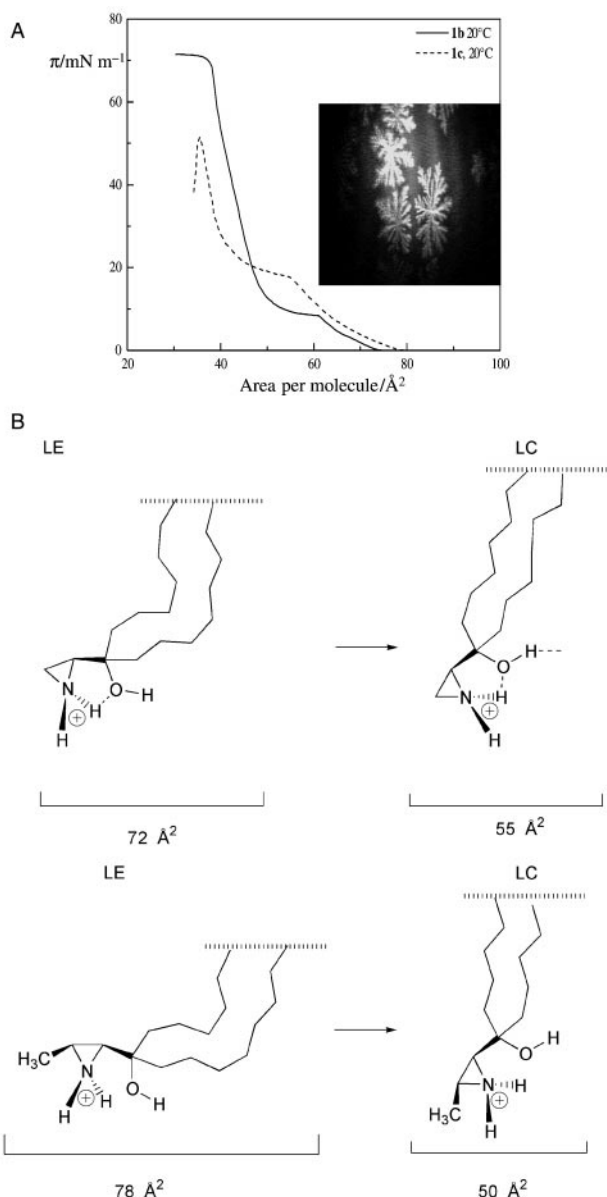 A
π/mN m⁻¹
1b 20°C
1c, 20°C
80
70
60
40
20
0
20 40 60 80 100
Area per molecule/Å²
B
LE LC
N H O H
H ⊕
H O
N H
⊕ H
72 Å² 55 Å²
LE LC
H₃C N O H
H ⊕ H
O H
N H
H₃C ⊕ H
78 Å² 50 Å²